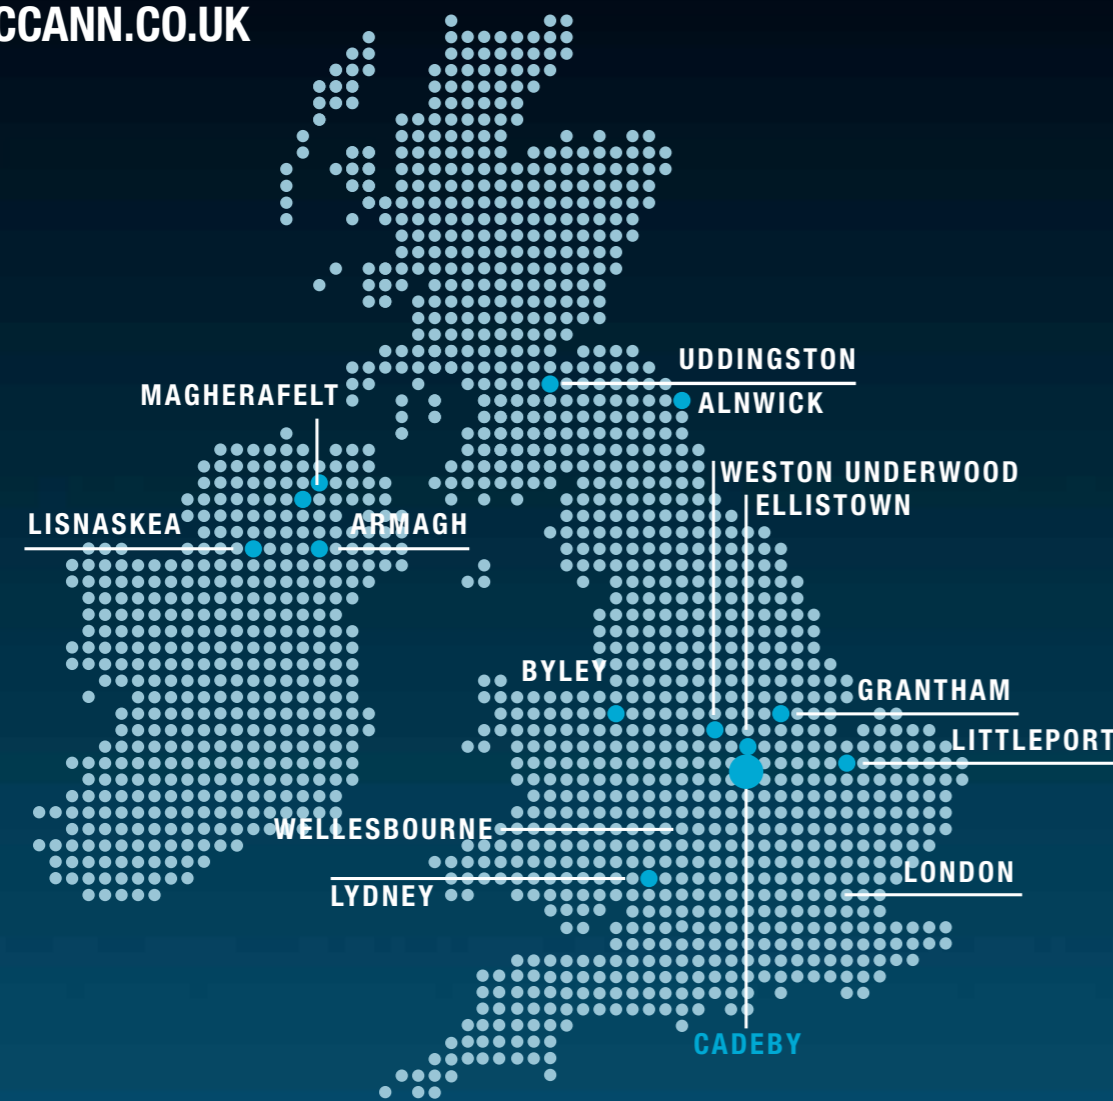 CCANN.CO.UK
UDDINGSTON
MAGHERAFELT
ALNWICK
WESTON UNDERWOOD
ELLISTOWN
LISNASKEA
ARMAGH
BYLEY
GRANTHAM
LITTLEPORT
WELLESBOURNE
LONDON
LYDNEY
CADEBY